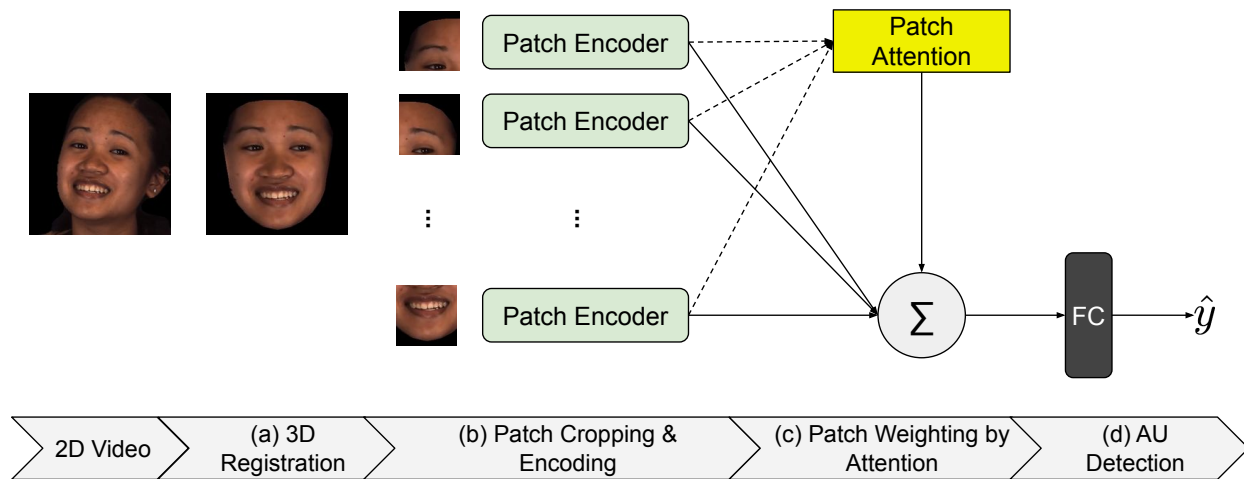 Patch Encoder
Patch
Attention
Patch Encoder
...
...
Patch Encoder
Σ
FC
ŷ
2D Video
(a) 3D
Registration
(b) Patch Cropping &
Encoding
(c) Patch Weighting by
Attention
(d) AU
Detection